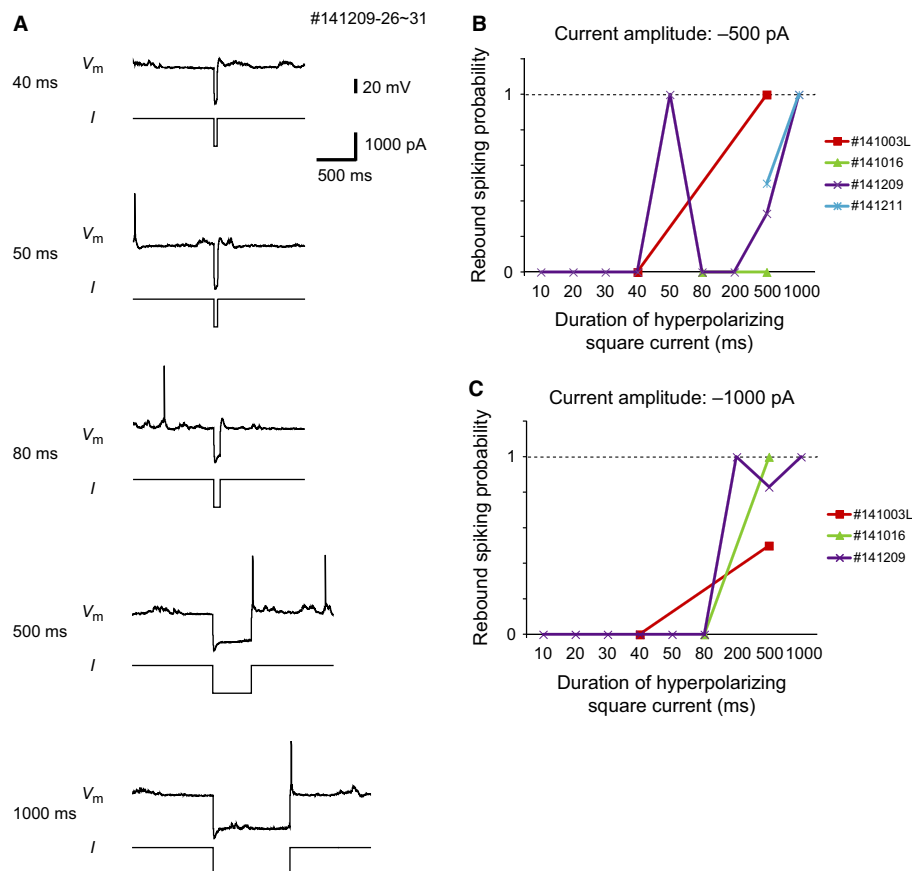 A
#141209-26~31
40 ms
Vm
I
20 mV
1000 pA
500 ms
50 ms
Vm
I
80 ms
Vm
I
500 ms
Vm
I
1000 ms
Vm
I
B
Current amplitude: –500 pA
Rebound spiking probability
1
0
10 20 30 40 50 80 200 500 1000
Duration of hyperpolarizing
square current (ms)
#141003L
#141016
#141209
#141211
C
Current amplitude: –1000 pA
Rebound spiking probability
1
0
10 20 30 40 50 80 200 500 1000
Duration of hyperpolarizing
square current (ms)
#141003L
#141016
#141209